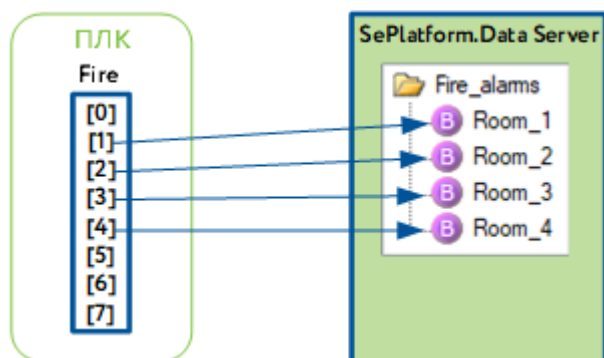 ПЛК
Fire
[0]
[1]
[2]
[3]
[4]
[5]
[6]
[7]
SePlatform.Data Server
Fire_alarms
B Room_1
B Room_2
B Room_3
B Room_4